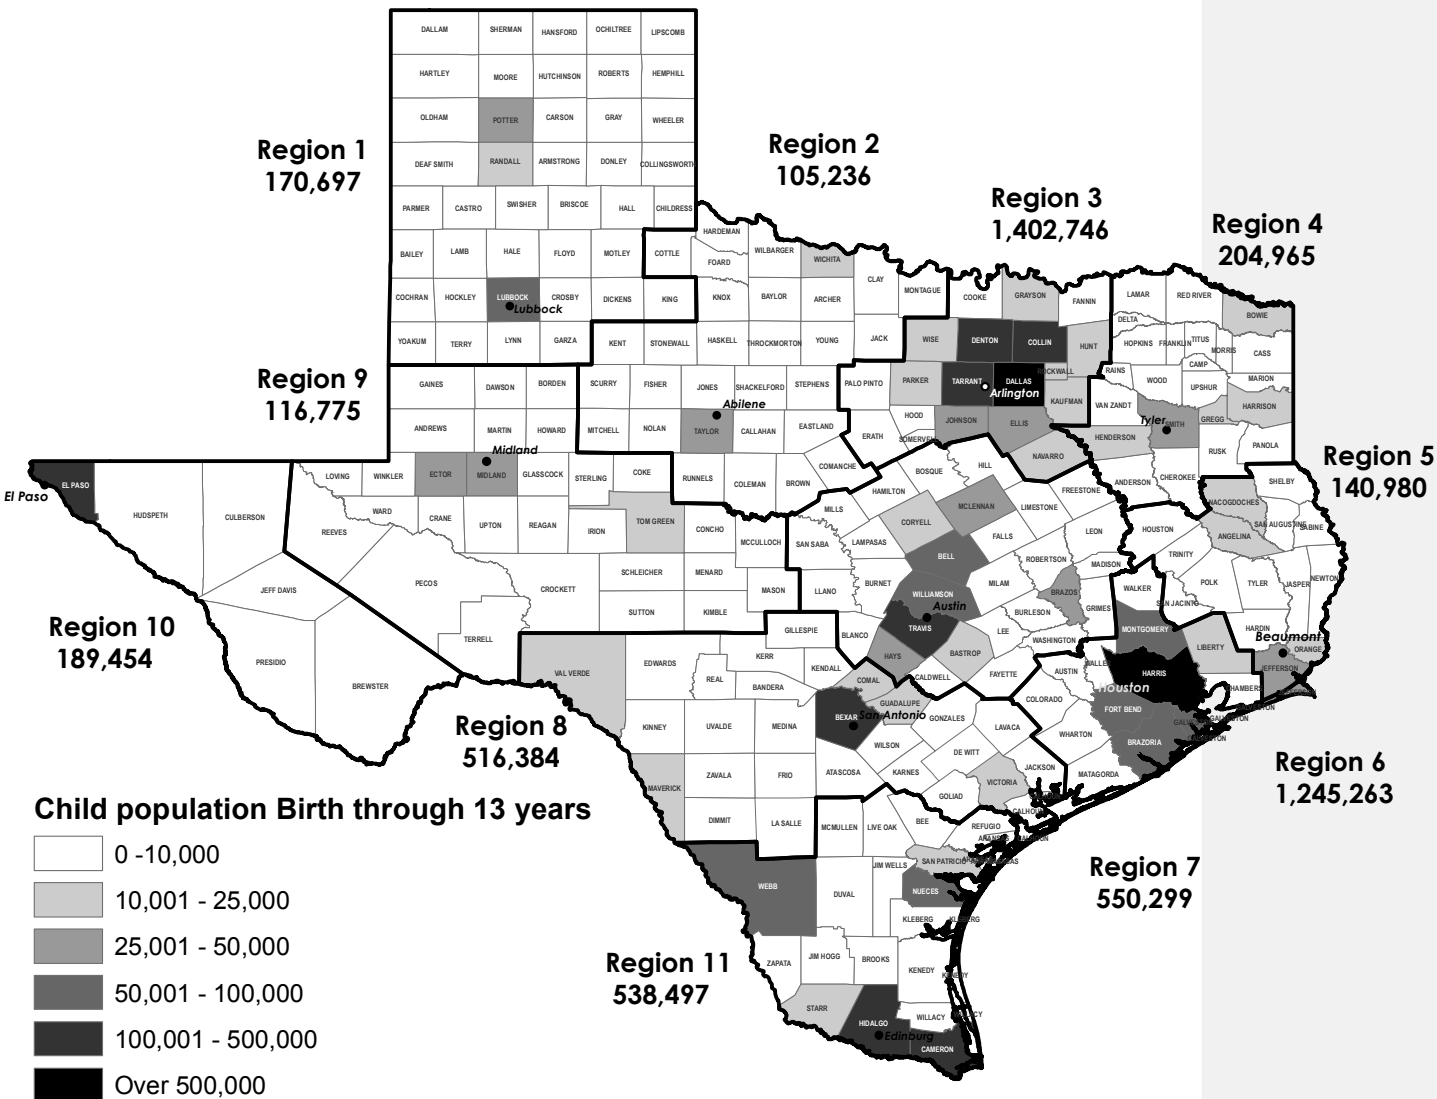 DALLAM SHERMAN HANSFORD OCHILTREE LIPSCOMB
HARTLEY MOORE HUTCHINSON ROBERTS HEMPHILL
OLDHAM POTTER CARSON GRAY WHEELER
Region 1
170,697
DEAF SMITH RANDALL ARMSTRONG DONLEY COLLINGSWORTH
Region 2
105,236
PARMER CASTRO SWISHER BRISCOE HALL CHILDRESS
Region 3
1,402,746
Region 4
204,965
BAILEY LAMB HALE FLOYD MOTLEY COTTLE HARDEMAN FOARD WILBARGER WICHITA CLAY MONTAGUE
COCHRAN HOCKLEY LUBBOCK CROSBY DICKENS KING KNOX BAYLOR ARCHER COOKE GRAYSON FANNIN LAMAR RED RIVER BOWIE
Lubbock
YOAKUM TERRY LYNN GARZA KENT STONEWALL HASKELL THROCKMORTON YOUNG JACK WISE DENTON COLLIN HUNT DELTA HOPKINS FRANKLIN TITUS MORRIS CASS
CAMP
Region 9
116,775
GAINES DAWSON BORDEN SCURRY FISHER JONES SHACKELFORD STEPHENS PALO PINTO PARKER TARRANT DALLAS ROCKWALL RAINS WOOD UPSHUR MARION
Abilene
Arlington
KAUFMAN VAN ZANDT HARRISON
ANDREWS MARTIN HOWARD MITCHELL NOLAN TAYLOR CALLAHAN EASTLAND ERATH HOOD SOMERVELL JOHNSON ELLIS HENDERSON SMITH GREGG
Tyler
Midland
LOVING WINKLER ECTOR MIDLAND GLASSCOCK STERLING COKE RUNNELS COLEMAN BROWN COMANCHE BOSQUE HILL NAVARRO ANDERSON CHEROKEE RUSK PANOLA
Region 5
140,980
El Paso
EL PASO HUDSPETH CULBERSON REEVES WARD CRANE UPTON REAGAN IRION TOM GREEN CONCHO MCCULLOCH
MILLS HAMILTON CORYELL MCLENNAN LIMESTONE FREESTONE
SAN SABA LAMPASAS BELL FALLS LEON HOUSTON
NACOGDOCHES SHELBY
SAN AUGUSTINE SABINE
ANGELINA TRINITY
JEFF DAVIS PECOS CROCKETT SCHLEICHER MENARD MASON LLANO BURNET WILLIAMSON MILAM ROBERTSON BRAZOS MADISON GRIMES WALKER
SAN JACINTO POLK TYLER JASPER NEWTON
SUTTON KIMBLE
Austin
Region 10
189,454
TERRELL
GILLESPIE BLANCO TRAVIS LEE BURLESON WASHINGTON MONTGOMERY LIBERTY HARDIN
Beaumont
ORANGE
JEFFERSON
PRESIDIO BREWSTER
VAL VERDE EDWARDS REAL KERR BANDERA KENDALL HAYS BASTROP CALDWELL FAYETTE AUSTIN WALLER HARRIS CHAMBERS
COMAL GUADALUPE
Houston
Region 8
516,384
KINNEY UVALDE MEDINA BEXAR GONZALES LAVACA COLORADO FORT BEND
San Antonio
WILSON DE WITT WHARTON BRAZORIA
GALVESTON
GALVESTON
Region 6
1,245,263
MAVERICK ZAVALA FRIO ATASCOSA KARNES GOLIAD VICTORIA JACKSON MATAGORDA
Child population Birth through 13 years
DIMMIT LA SALLE MCMULLEN LIVE OAK BEE REFUGIO CALHOUN
0 -10,000
10,001 - 25,000
25,001 - 50,000
50,001 - 100,000
100,001 - 500,000
Over 500,000
WEBB DUVAL JIM WELLS SAN PATRICIO NUECES
Region 7
550,299
KLEBERG
Region 11
538,497
ZAPATA JIM HOGG BROOKS KENEDY
STARR HIDALGO WILLACY
Edinburg
CAMERON